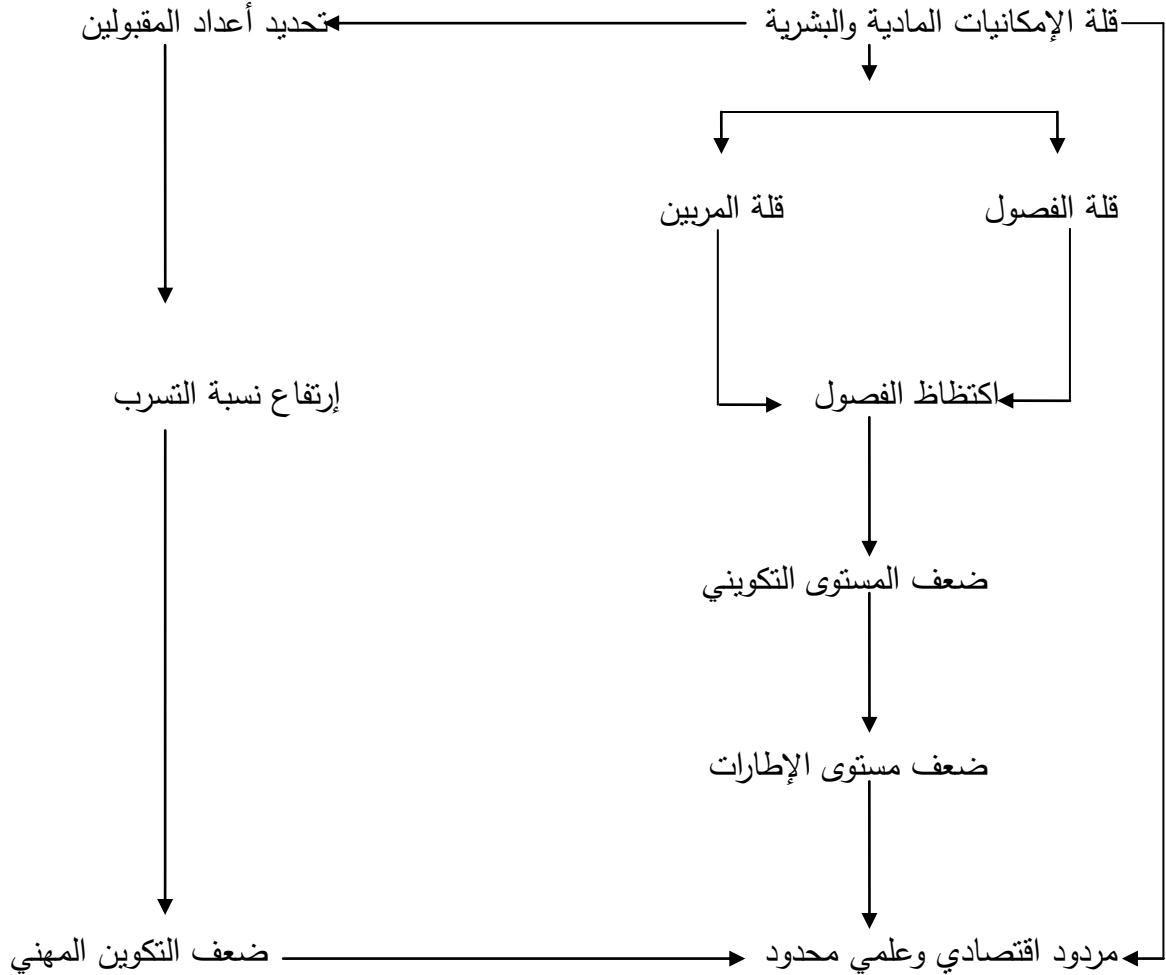 قلة الإمكانيات المادية والبشرية
تحديد أعداد المقبولين
قلة الفصول
قلة المربين
اكتظاظ الفصول
إرتفاع نسبة التسرب
ضعف المستوى التكويني
ضعف مستوى الإطارات
مردود اقتصادي وعلمي محدود
ضعف التكوين المهني